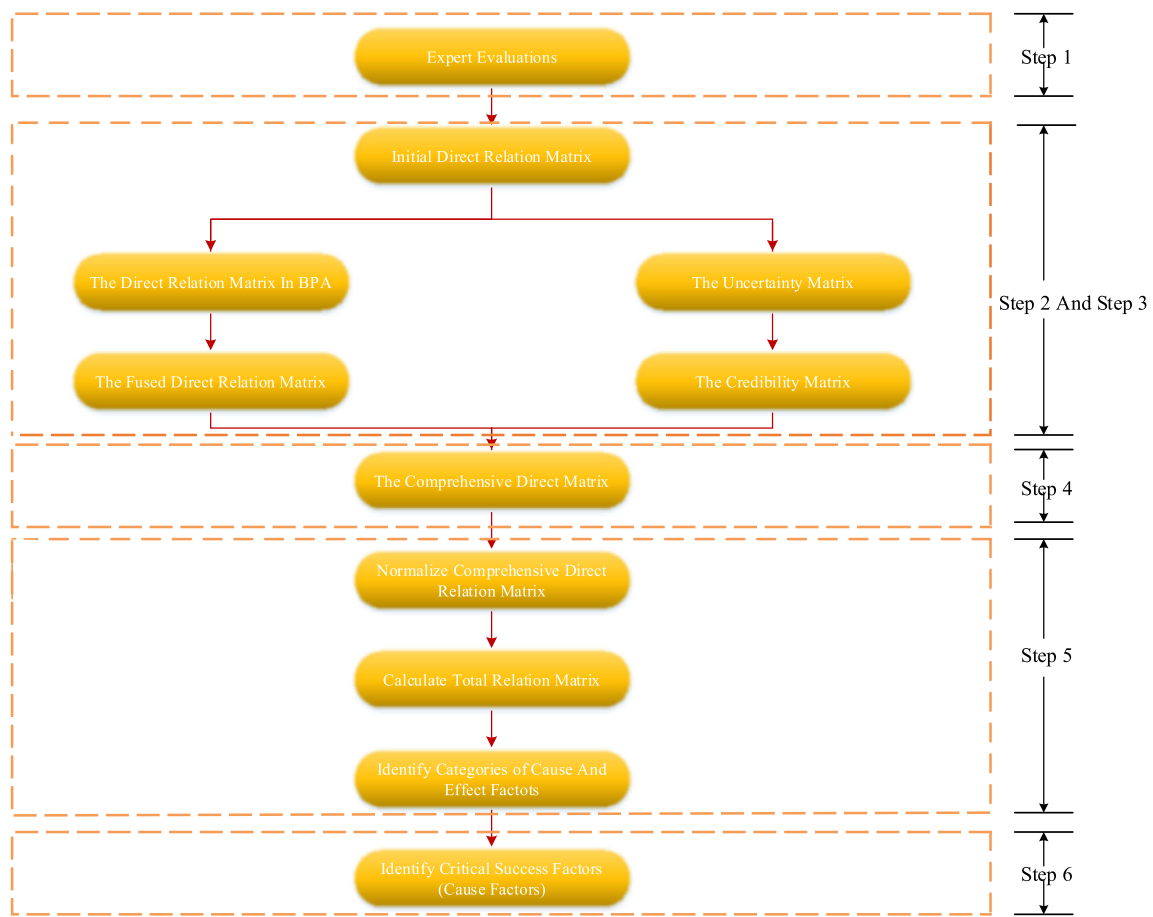 Expert Evaluations
Step 1
Initial Direct Relation Matrix
The Direct Relation Matrix In BPA
The Uncertainty Matrix
Step 2 And Step 3
The Fused Direct Relation Matrix
The Credibility Matrix
The Comprehensive Direct Matrix
Step 4
Normalize Comprehensive Direct
Relation Matrix
Step 5
Calculate Total Relation Matrix
Identify Categories of Cause And
Effect Factots
Identify Critical Success Factors
(Cause Factors)
Step 6